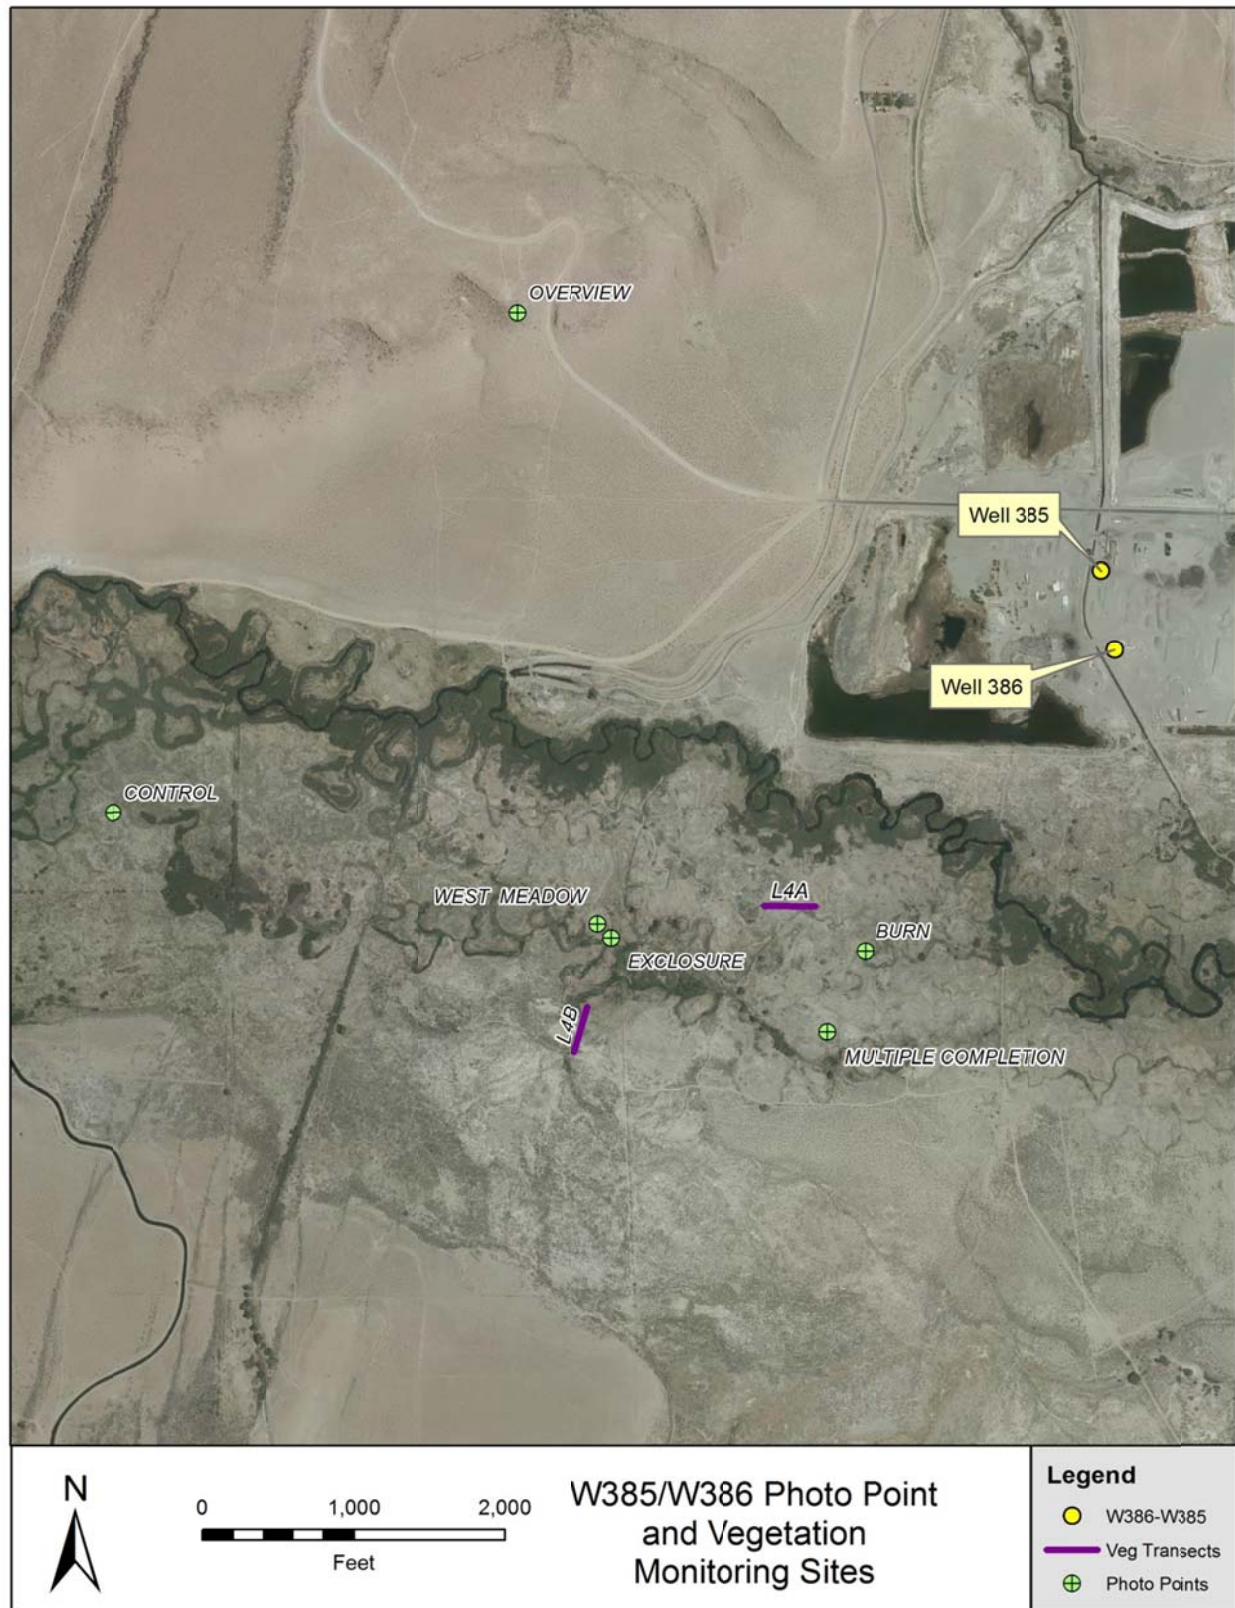 OVERVIEW
Well 385
Well 386
CONTROL
WEST MEADOW
L4A
BURN
EXCLOSURE
L4B
MULTIPLE COMPLETION
N
0 1,000 2,000
Feet
W385/W386 Photo Point
and Vegetation
Monitoring Sites
Legend
W386-W385
Veg Transects
Photo Points